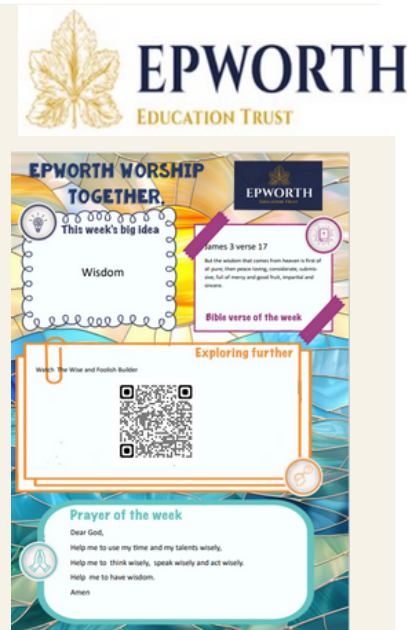 EPWORTH
EDUCATION TRUST
EPWORTH WORSHIP
TOGETHER.
EPWORTH
EDUCATION TRUST
This week's big idea
Wisdom
James 3 verse 17
But the wisdom that comes from heaven is first of
all pure; then peace loving, considerate, submis-
sive, full of mercy and good fruit, impartial and
sincere.
Bible verse of the week
Exploring further
Watch The Wise and Foolish Builder
Prayer of the week
Dear God,
Help me to use my time and my talents wisely,
Help me to think wisely, speak wisely and act wisely.
Help me to have wisdom.
Amen